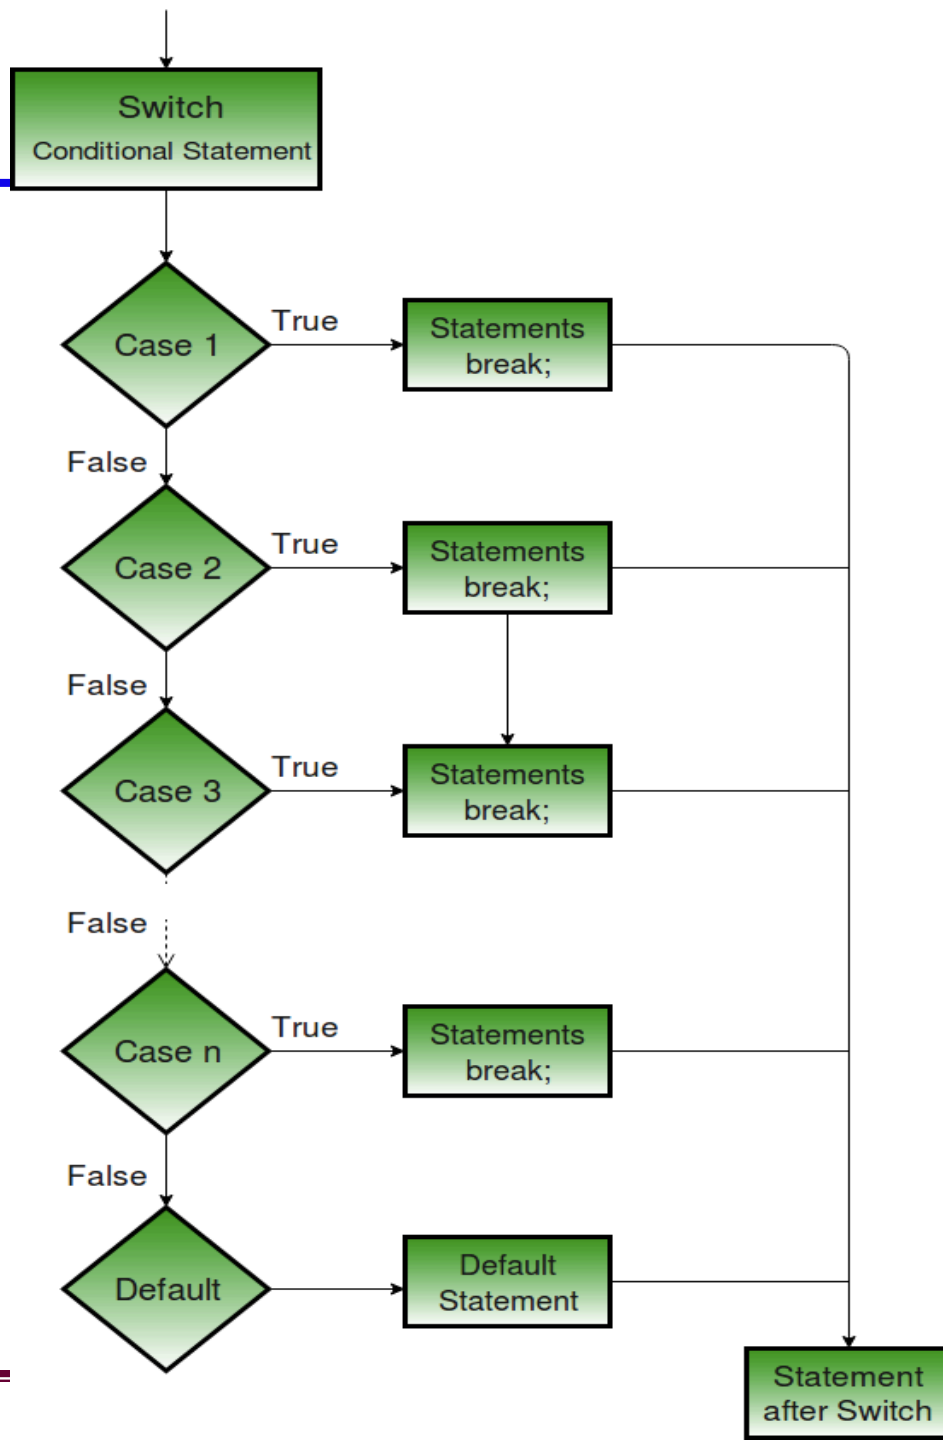 Switch
Conditional Statement
Case 1
True
Statements
break;
False
Case 2
True
Statements
break;
False
Case 3
True
Statements
break;
False
Case n
True
Statements
break;
False
Default
Default
Statement
Statement
after Switch